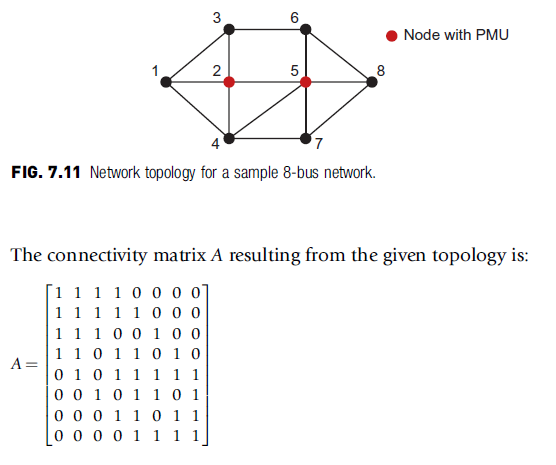 3 6
Node with PMU
1 2 5 8
4 7
FIG. 7.11 Network topology for a sample 8-bus network.
The connectivity matrix A resulting from the given topology is:
A =
1 1 1 1 0 0 0 0
1 1 1 1 1 0 0 0
1 1 1 0 0 1 0 0
1 1 0 1 1 0 1 0
0 1 0 1 1 1 1 1
0 0 1 0 1 1 0 1
0 0 0 1 1 0 1 1
0 0 0 0 1 1 1 1